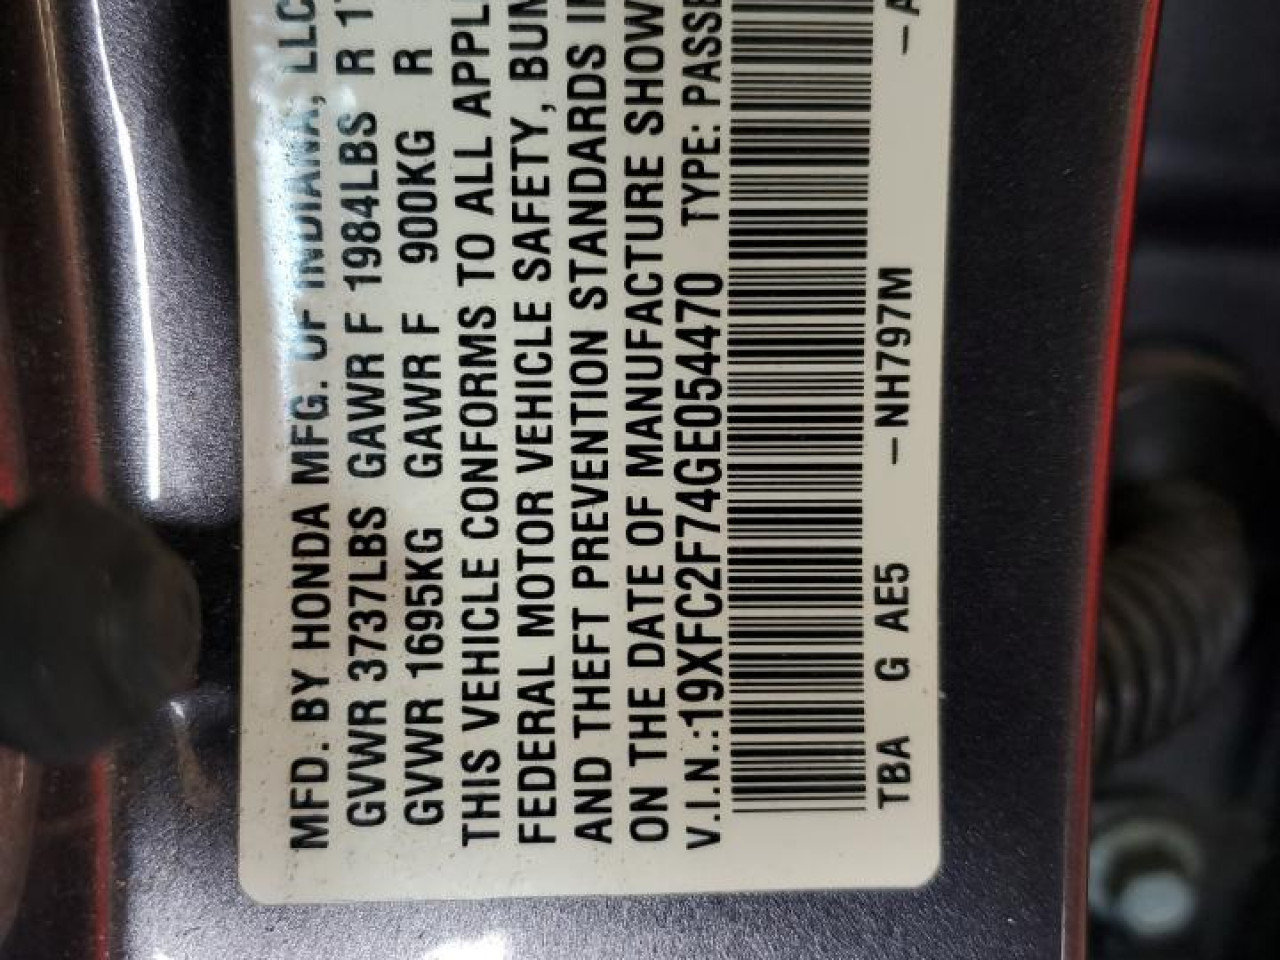 MFD. BY HONDA MFG. OF INDIANA, LLC
GVWR 3737LBS GAWR F 1984LBS R 1
GVWR 1695KG GAWR F 900KG R
THIS VEHICLE CONFORMS TO ALL APPL
FEDERAL MOTOR VEHICLE SAFETY, BUM
AND THEFT PREVENTION STANDARDS I
ON THE DATE OF MANUFACTURE SHOW
V.I.N.:19XFC2F74GE054470 TYPE: PASSE
TBA G AE5 -NH797M -A